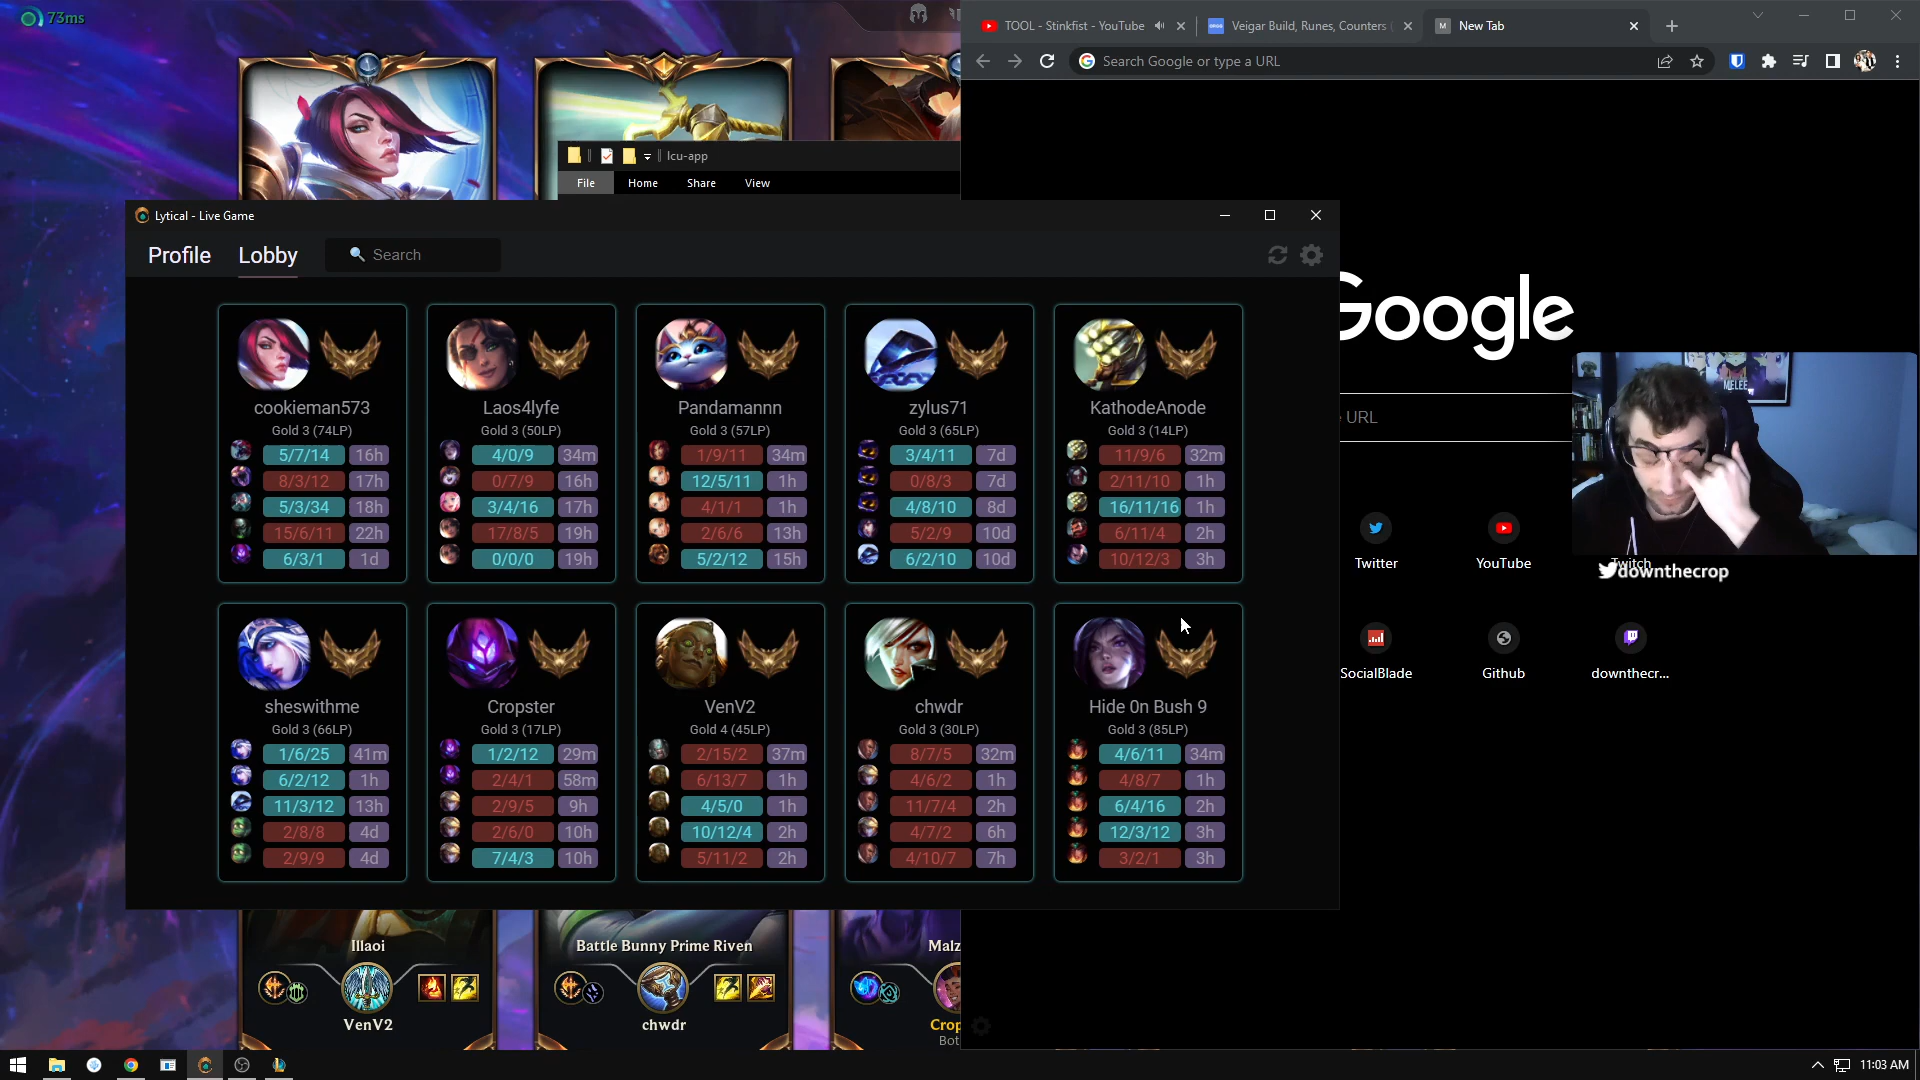 73ms
TOOL - Stinkfist - YouTube
Veigar Build, Runes, Counters
New Tab
Search Google or type a URL
lcu-app
File Home Share View
Lytical - Live Game
Profile Lobby Search
Google
URL
cookieman573
Gold 3 (74LP)
5/7/14 16h
8/3/12 17h
5/3/34 18h
15/6/11 22h
6/3/1 1d
Laos4lyfe
Gold 3 (50LP)
4/0/9 34m
0/7/9 16h
3/4/16 17h
17/8/5 19h
0/0/0 19h
Pandamannn
Gold 3 (57LP)
1/9/11 34m
12/5/11 1h
4/1/1 1h
2/6/6 13h
5/2/12 15h
zylus71
Gold 3 (65LP)
3/4/11 7d
0/8/3 7d
4/8/10 8d
5/2/9 10d
6/2/10 10d
KathodeAnode
Gold 3 (14LP)
11/9/6 32m
2/11/10 1h
16/11/16 1h
6/11/4 2h
10/12/3 3h
sheswithme
Gold 3 (66LP)
1/6/25 41m
6/2/12 1h
11/3/12 13h
2/8/8 4d
2/9/9 4d
Cropster
Gold 3 (17LP)
1/2/12 29m
2/4/1 58m
2/9/5 9h
2/6/0 10h
7/4/3 10h
VenV2
Gold 4 (45LP)
2/15/2 37m
6/13/7 1h
4/5/0 1h
10/12/4 2h
5/11/2 2h
chwdr
Gold 3 (30LP)
8/7/5 32m
4/6/2 1h
11/7/4 2h
4/7/2 6h
4/10/7 7h
Hide 0n Bush 9
Gold 3 (85LP)
4/6/11 34m
4/8/7 1h
6/4/16 2h
12/3/12 3h
3/2/1 3h
MELEE
Twitter YouTube Twitch
downthecrop
SocialBlade Github downthecr...
Illaoi
VenV2
Battle Bunny Prime Riven
chwdr
Malz
Crop
Bot
11:03 AM